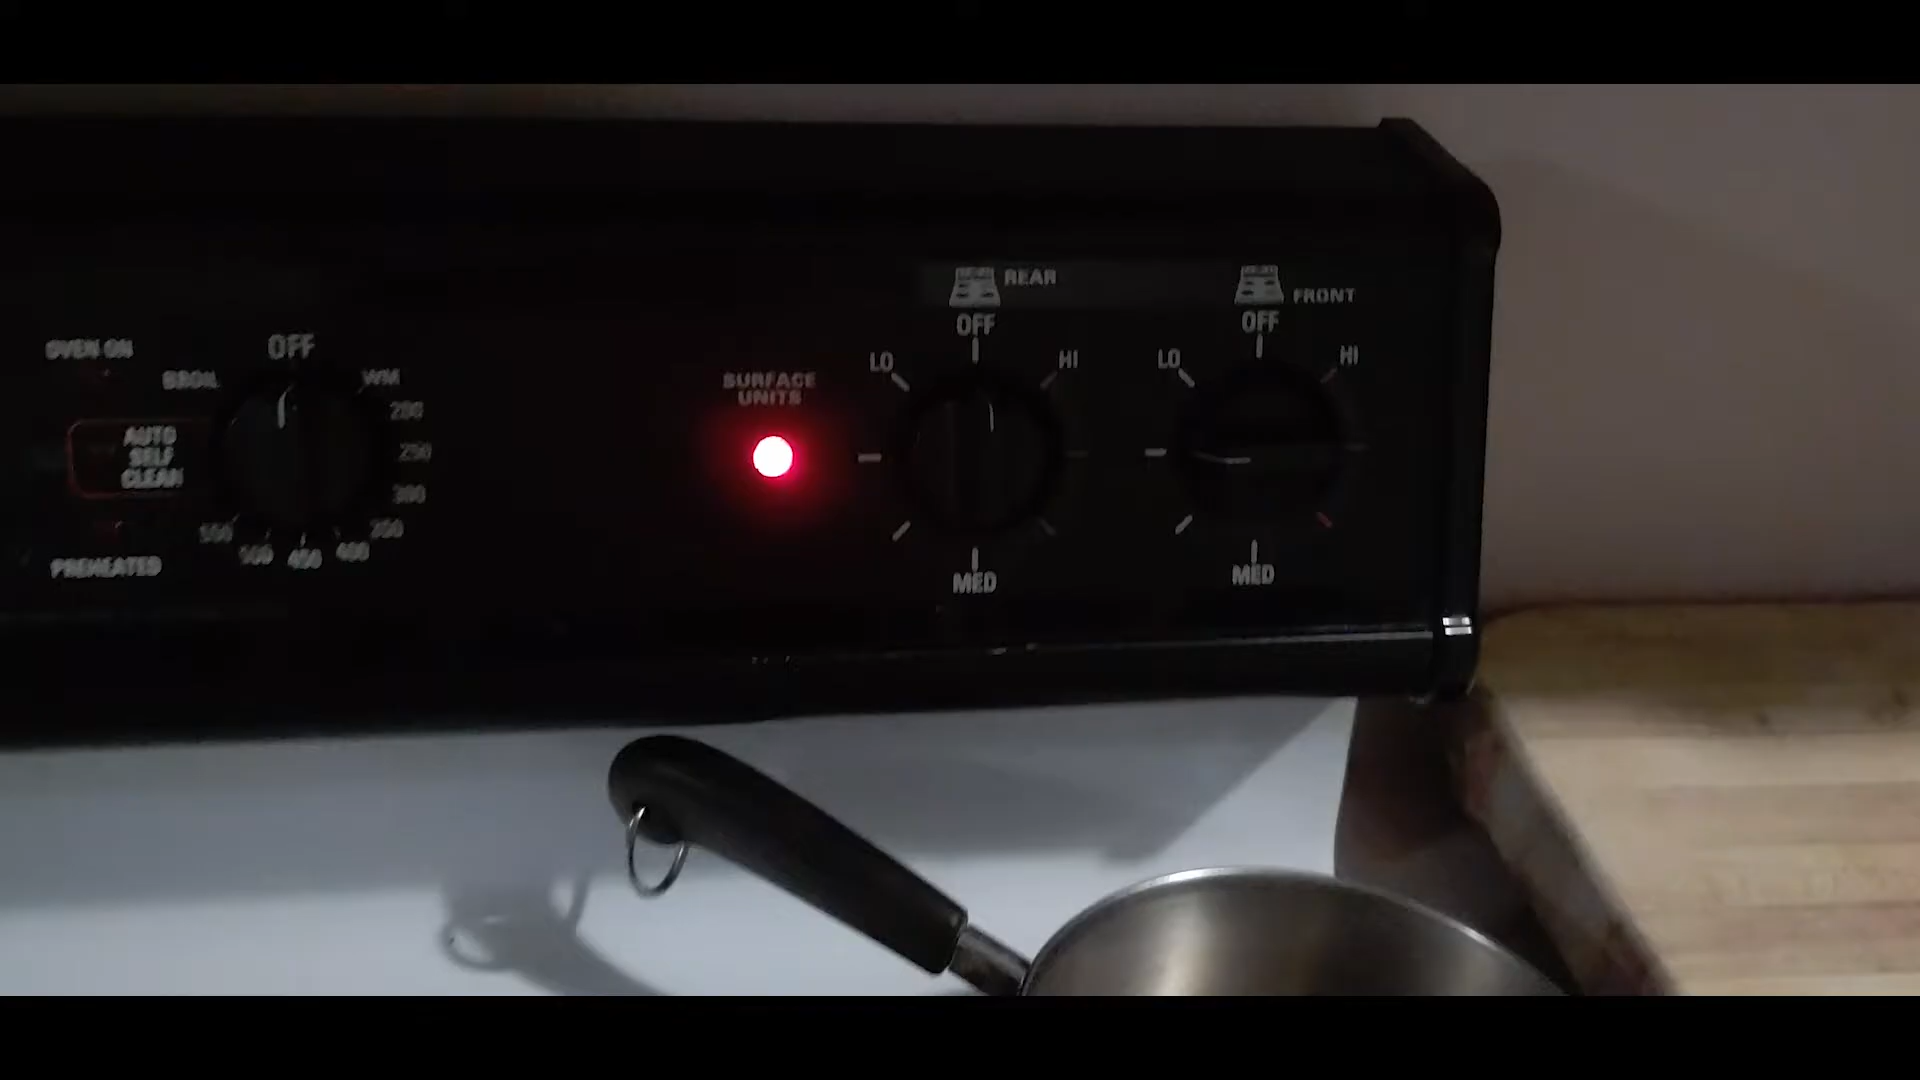 REAR
FRONT
OFF
OFF
OFF
OVEN ON
BROIL
WM
LO
HI
LO
HI
SURFACE
UNITS
200
AUTO
SELF
CLEAN
250
300
350
550
500
450
400
PREHEATED
MED
MED